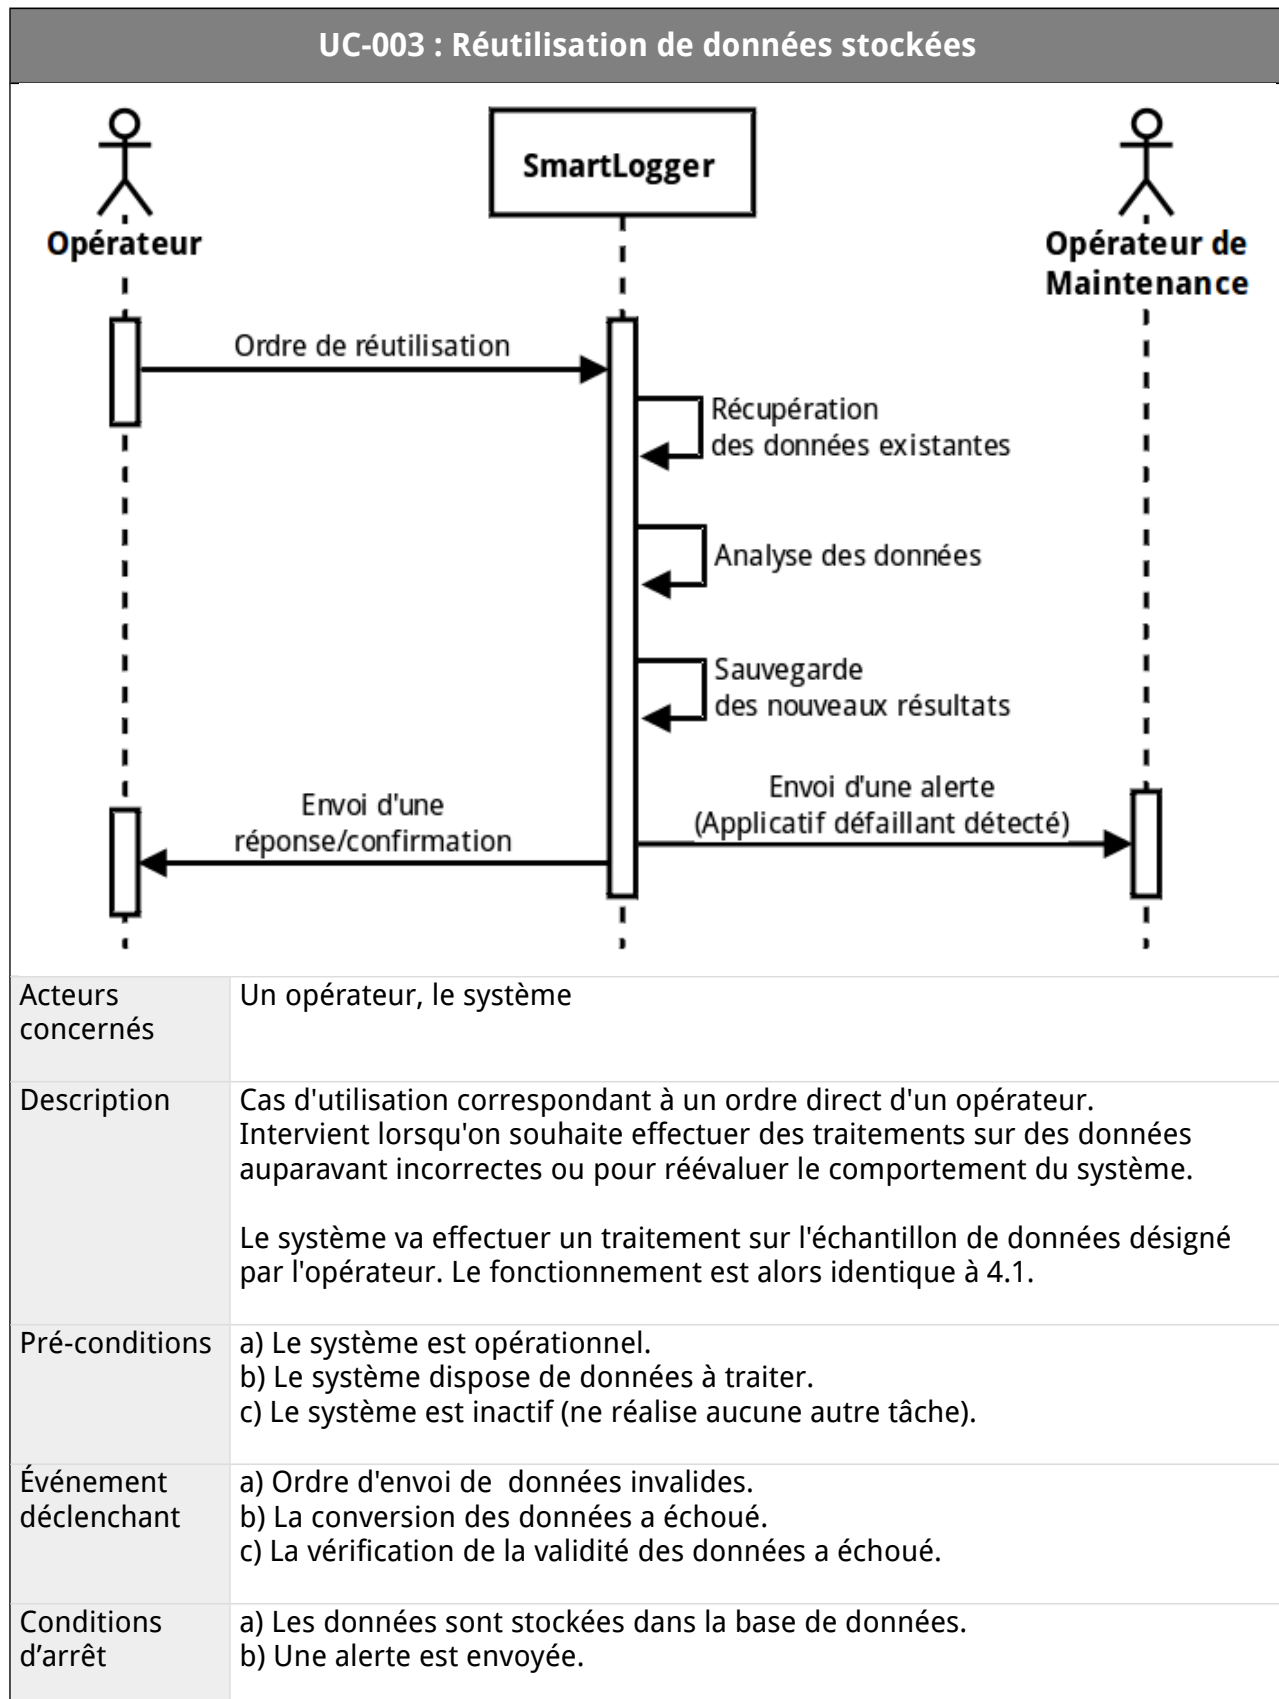 UC-003 : Réutilisation de données stockées
SmartLogger
Opérateur
Opérateur de
Maintenance
Ordre de réutilisation
Récupération
des données existantes
Analyse des données
Sauvegarde
des nouveaux résultats
Envoi d'une
réponse/confirmation
Envoi d'une alerte
(Applicatif défaillant détecté)
Acteurs
concernés
Un opérateur, le système
Description
Cas d'utilisation correspondant à un ordre direct d'un opérateur.
Intervient lorsqu'on souhaite effectuer des traitements sur des données
auparavant incorrectes ou pour réévaluer le comportement du système.
Le système va effectuer un traitement sur l'échantillon de données désigné
par l'opérateur. Le fonctionnement est alors identique à 4.1.
Pré-conditions
a) Le système est opérationnel.
b) Le système dispose de données à traiter.
c) Le système est inactif (ne réalise aucune autre tâche).
Événement
déclenchant
a) Ordre d'envoi de  données invalides.
b) La conversion des données a échoué.
c) La vérification de la validité des données a échoué.
Conditions
d’arrêt
a) Les données sont stockées dans la base de données.
b) Une alerte est envoyée.